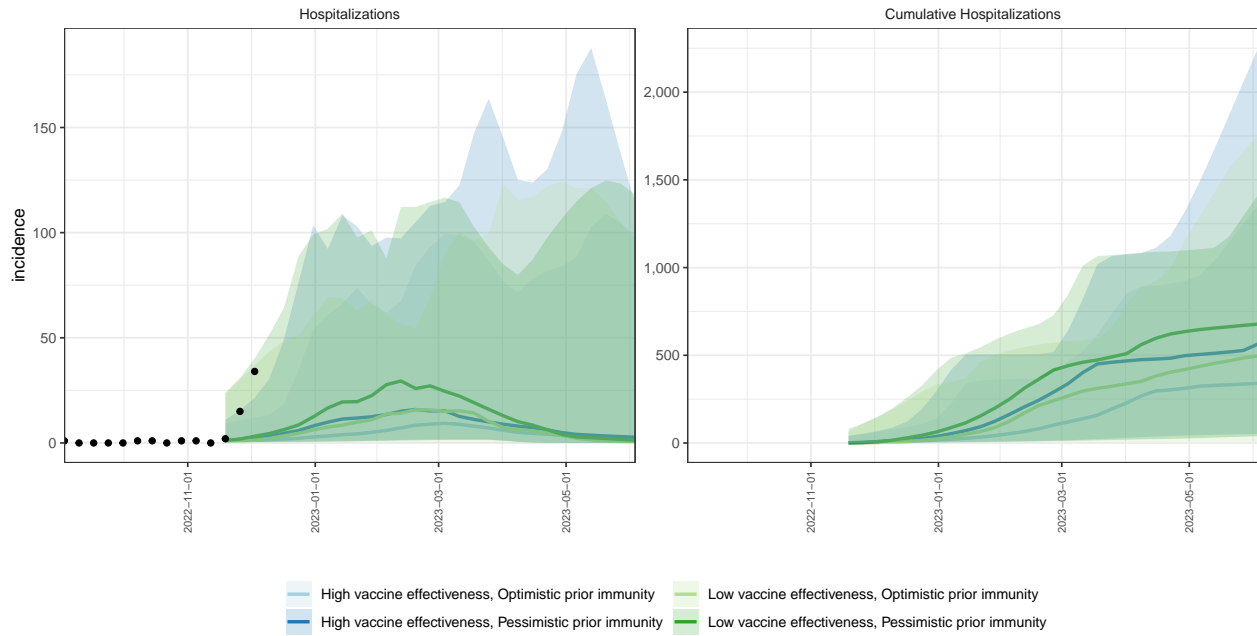 Hospitalizations
Cumulative Hospitalizations
incidence
150
100
50
0
2,000
1,500
1,000
500
0
2022−11−01
2023−01−01
2023−03−01
2023−05−01
2022−11−01
2023−01−01
2023−03−01
2023−05−01
High vaccine effectiveness, Optimistic prior immunity
Low vaccine effectiveness, Optimistic prior immunity
High vaccine effectiveness, Pessimistic prior immunity
Low vaccine effectiveness, Pessimistic prior immunity